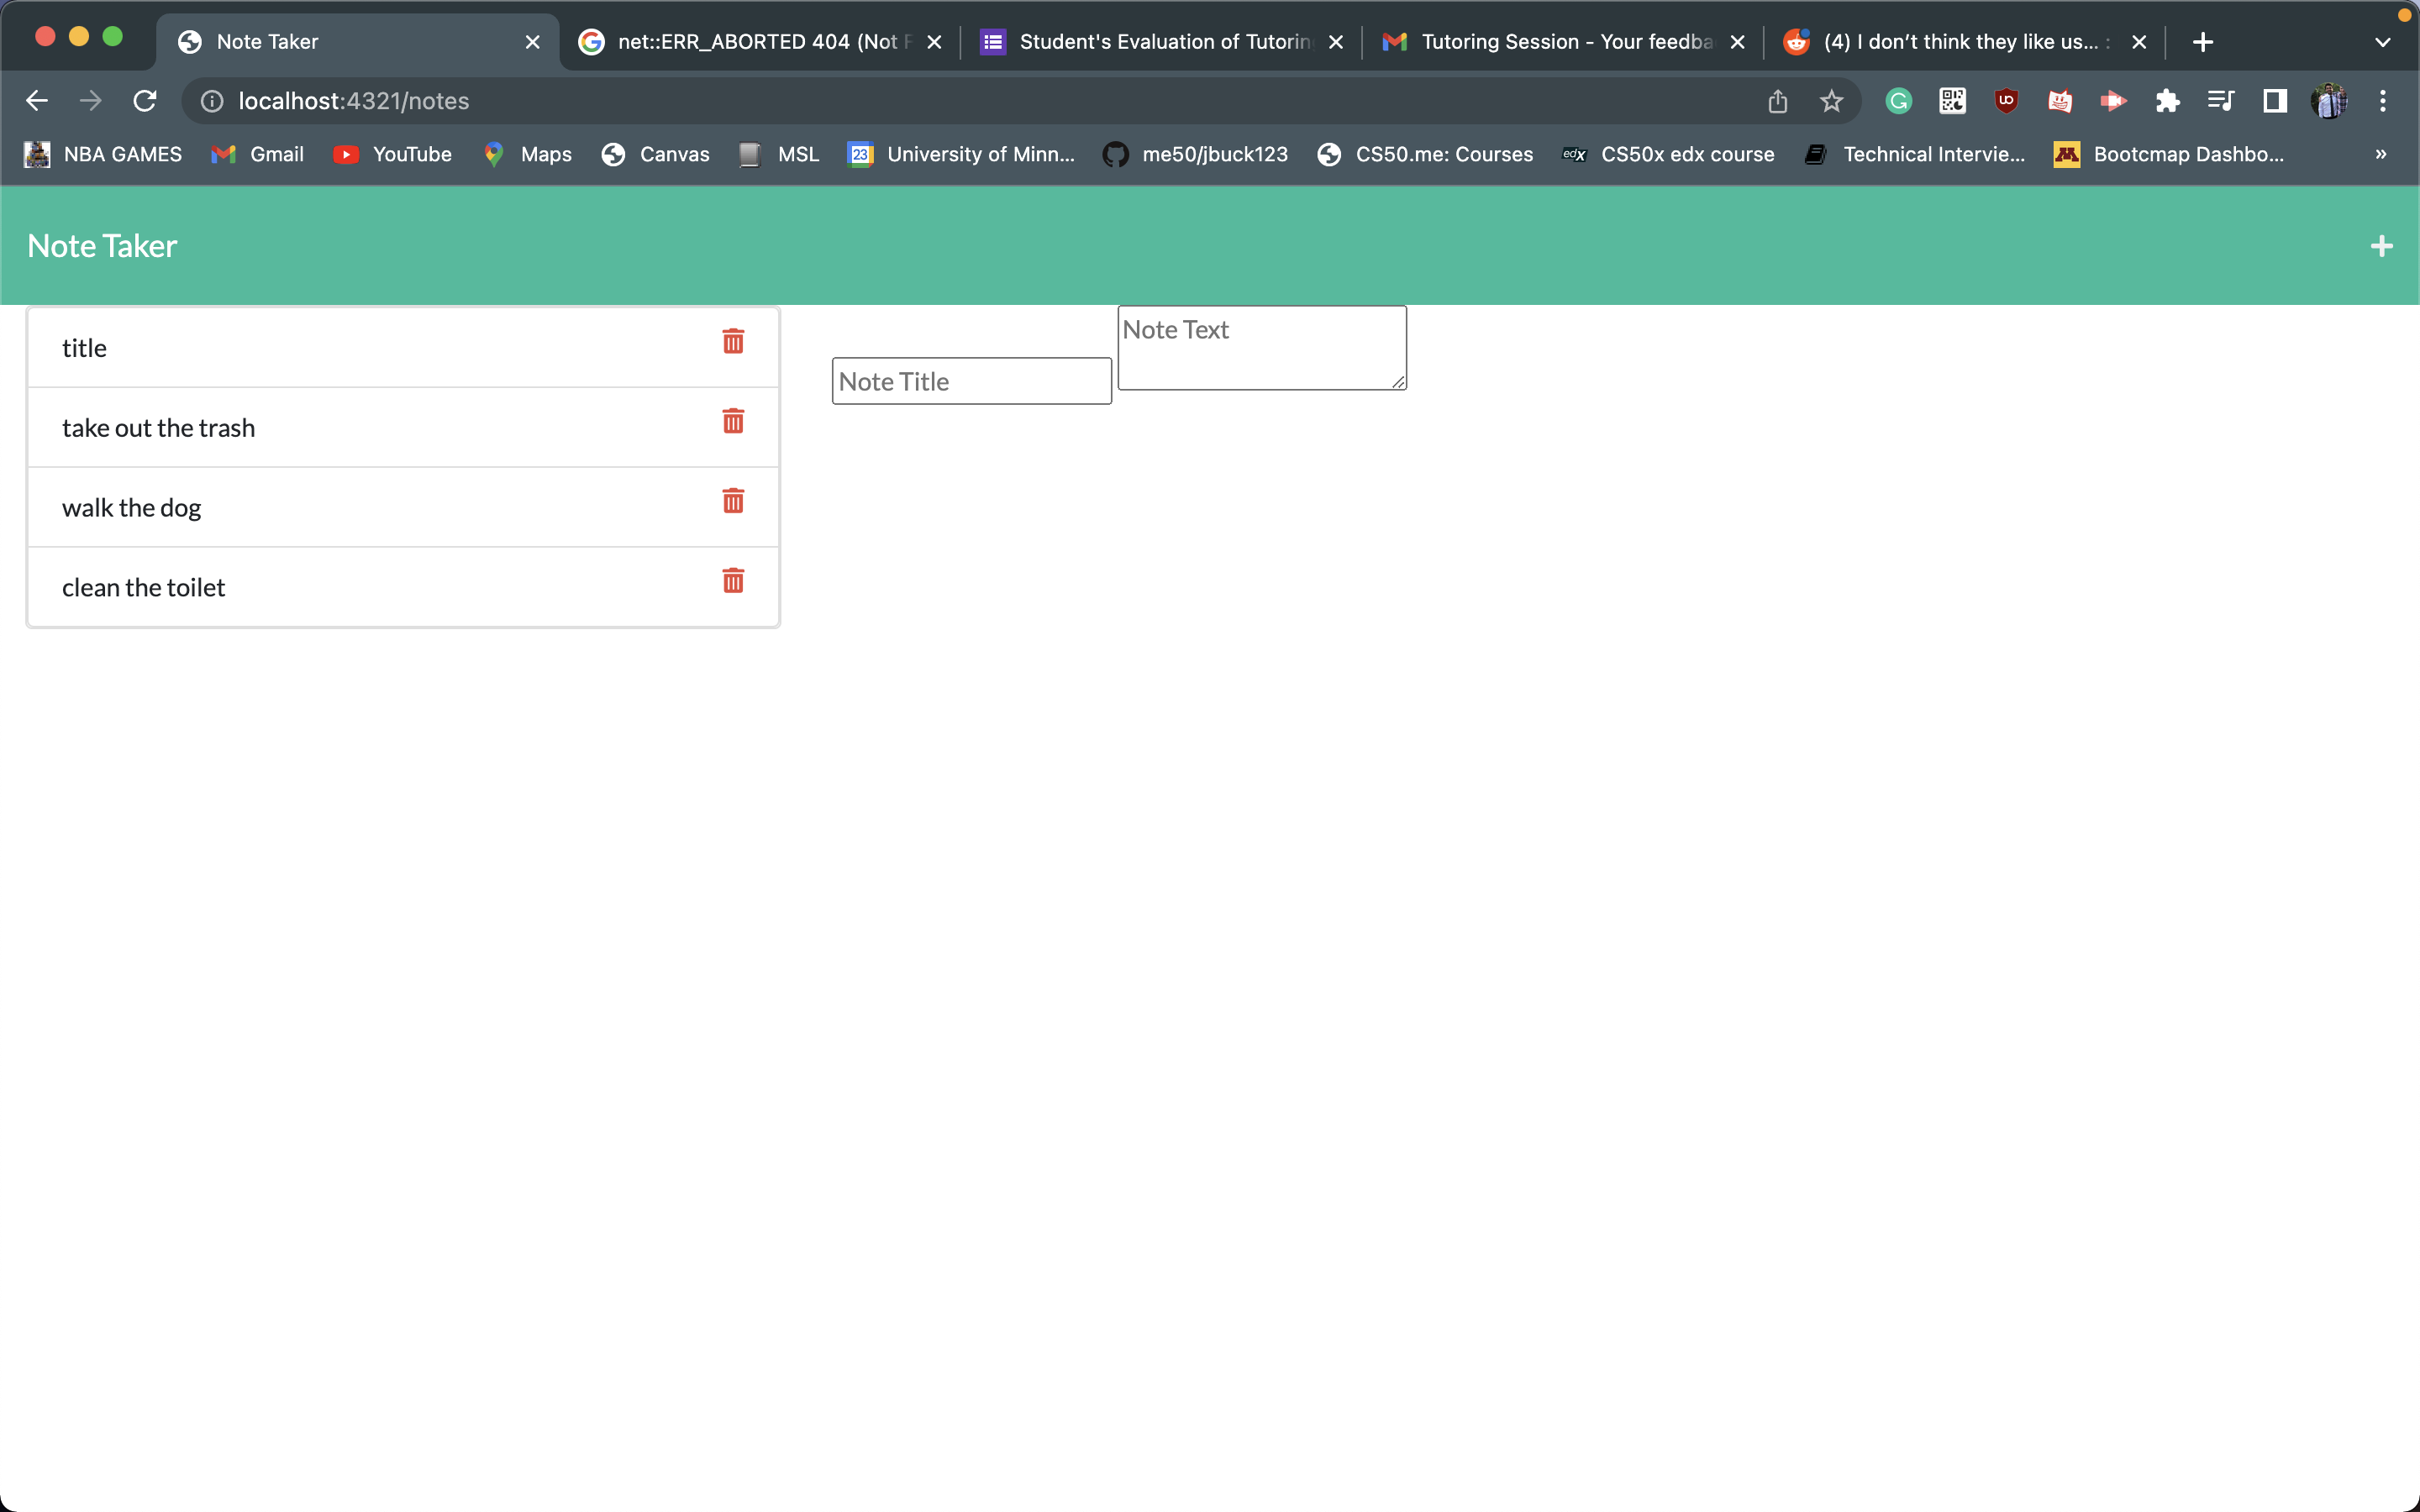 Note Taker
net::ERR_ABORTED 404 (Not F
Student's Evaluation of Tutorin
Tutoring Session - Your feedba
(4) I don’t think they like us... :
localhost:4321/notes
NBA GAMES
Gmail
YouTube
Maps
Canvas
MSL
23
University of Minn...
me50/jbuck123
CS50.me: Courses
edX
CS50x edx course
Technical Intervie...
Bootcmap Dashbo...
»
Note Taker
title
take out the trash
walk the dog
clean the toilet
Note Title
Note Text